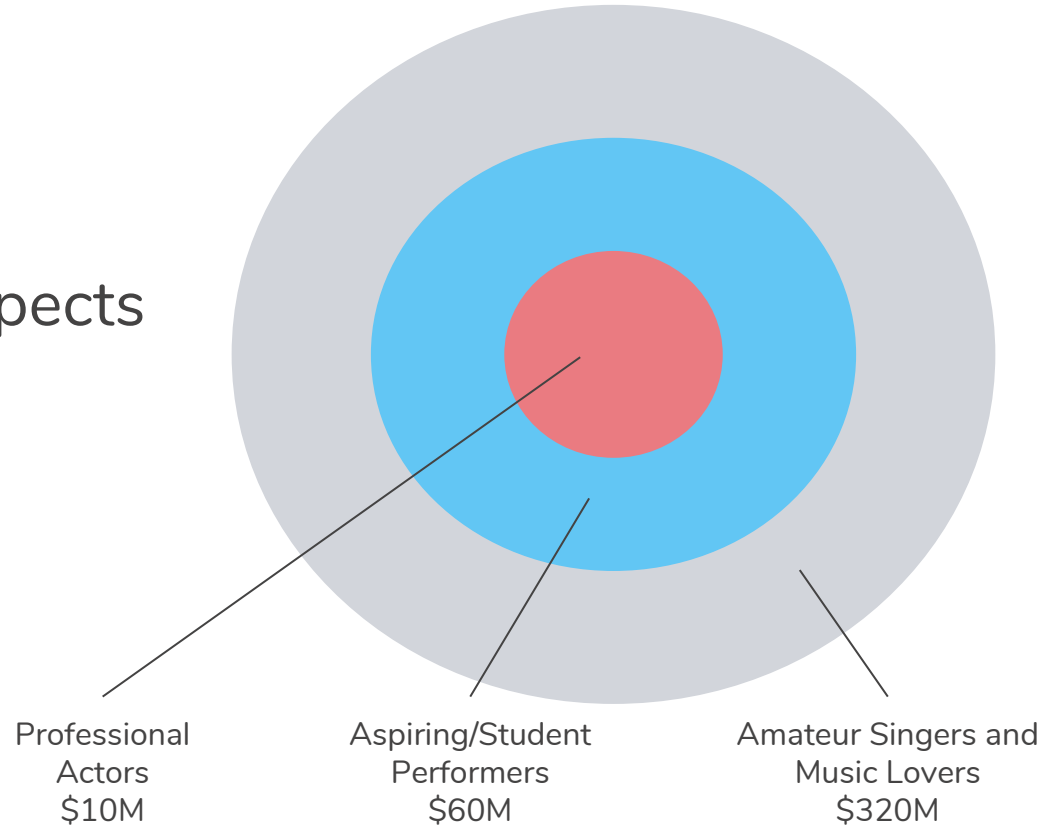 pects
Professional
Actors
$10M
Aspiring/Student
Performers
$60M
Amateur Singers and
Music Lovers
$320M